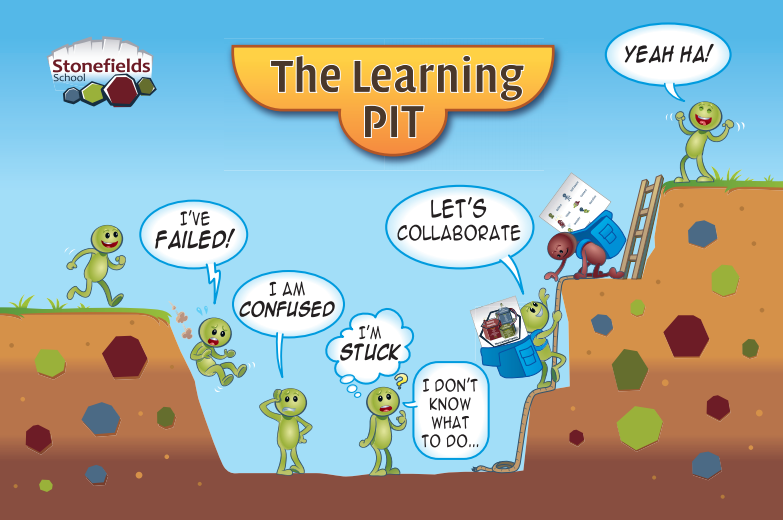 Stonefields
School
The Learning
PIT
YEAH HA!
I'VE
FAILED!
LET'S
COLLABORATE
I AM
CONFUSED
I'M
STUCK
?
I DON'T
KNOW
WHAT
TO DO...